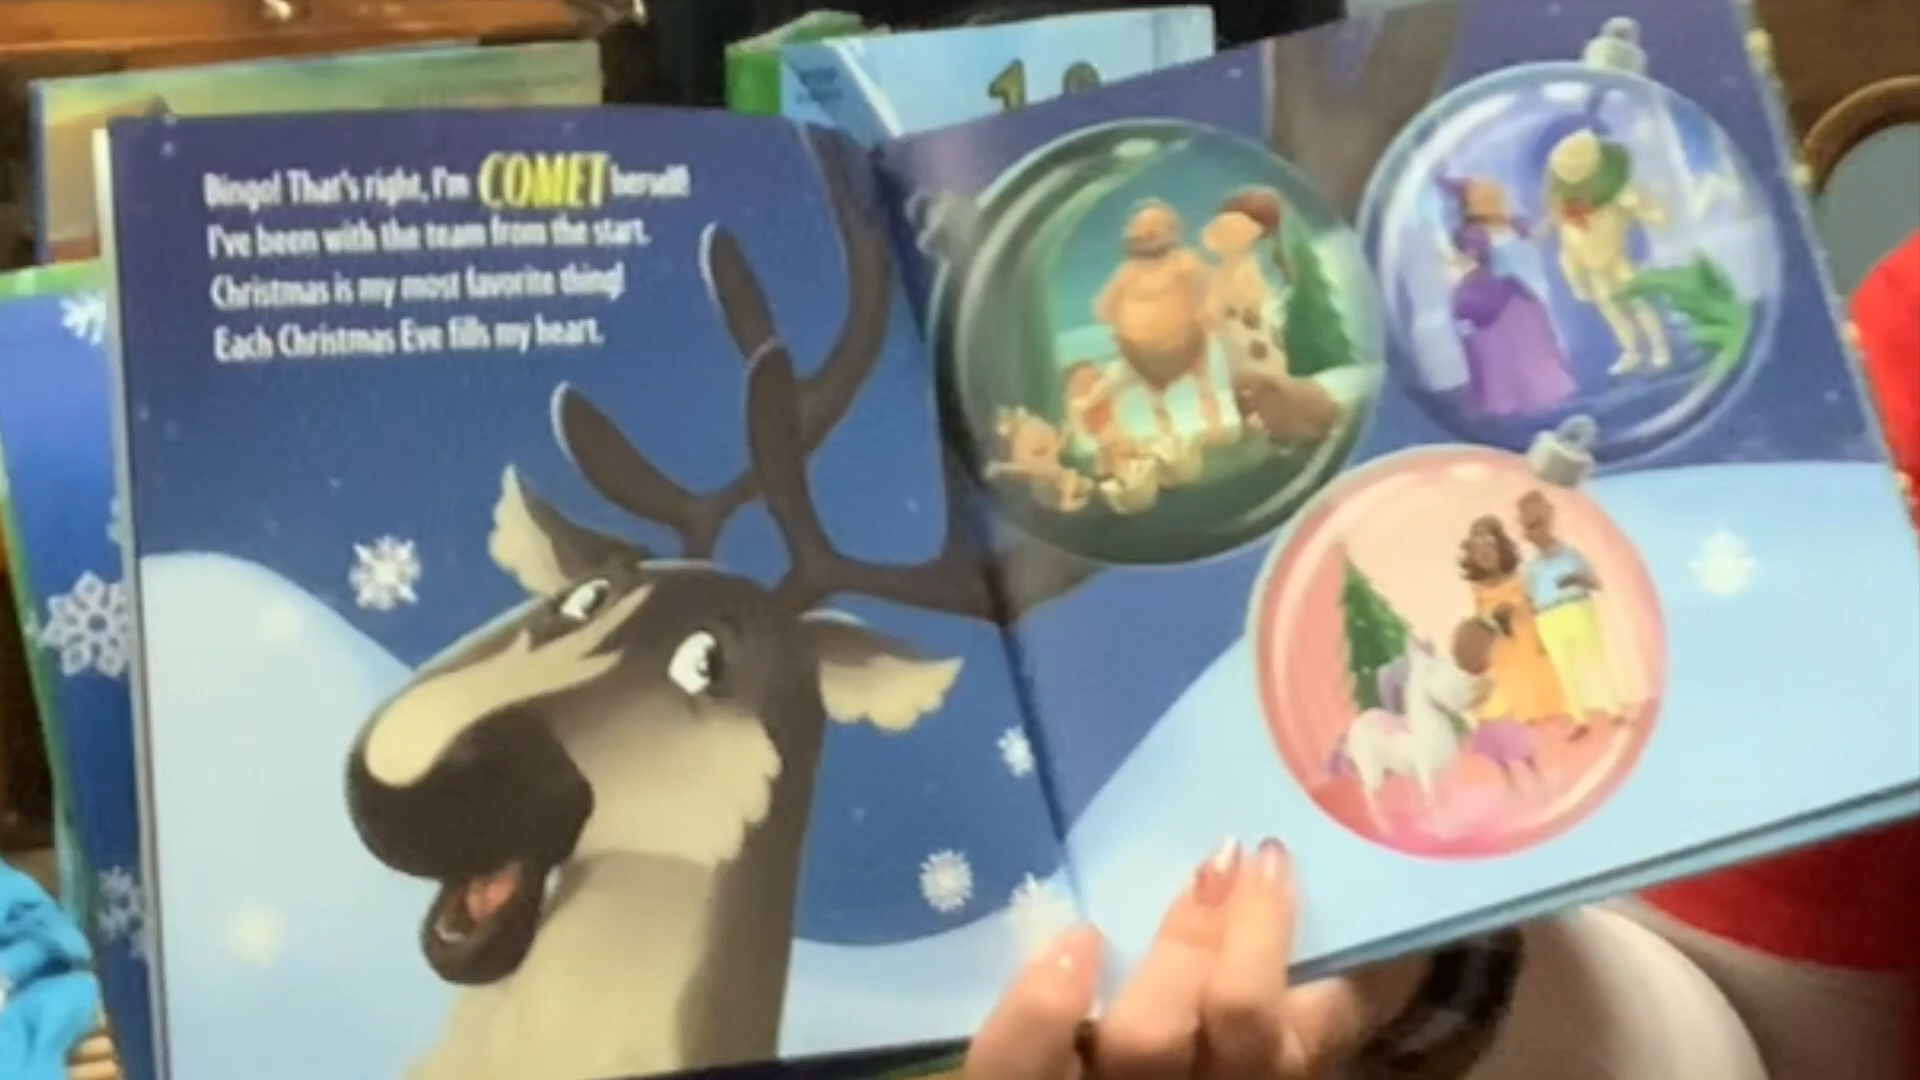 Bingo! That's right, I'm COMET herself!
I've been with the team from the start.
Christmas is my most favorite thing!
Each Christmas Eve fills my heart.